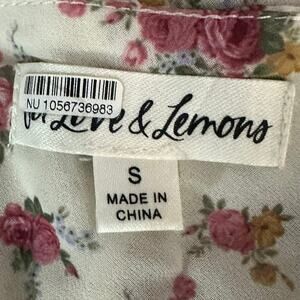 NU 1056736983
Love & Lemons
S
MADE IN
CHINA